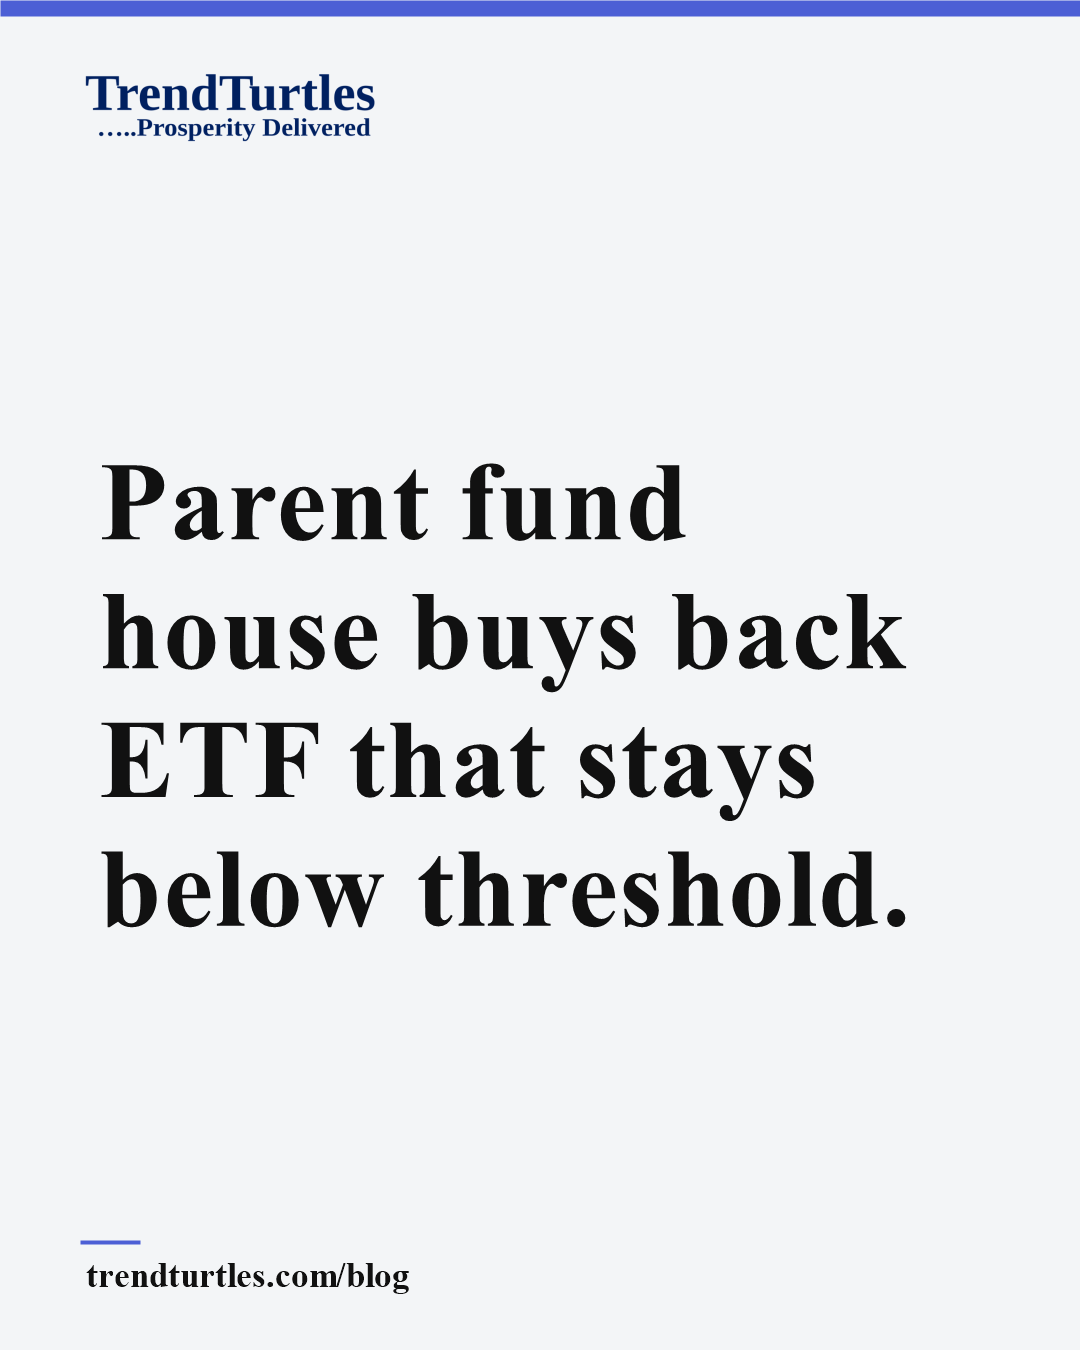 TrendTurtles
.....Prosperity Delivered
Parent fund
house buys back
ETF that stays
below threshold.
trendturtles.com/blog